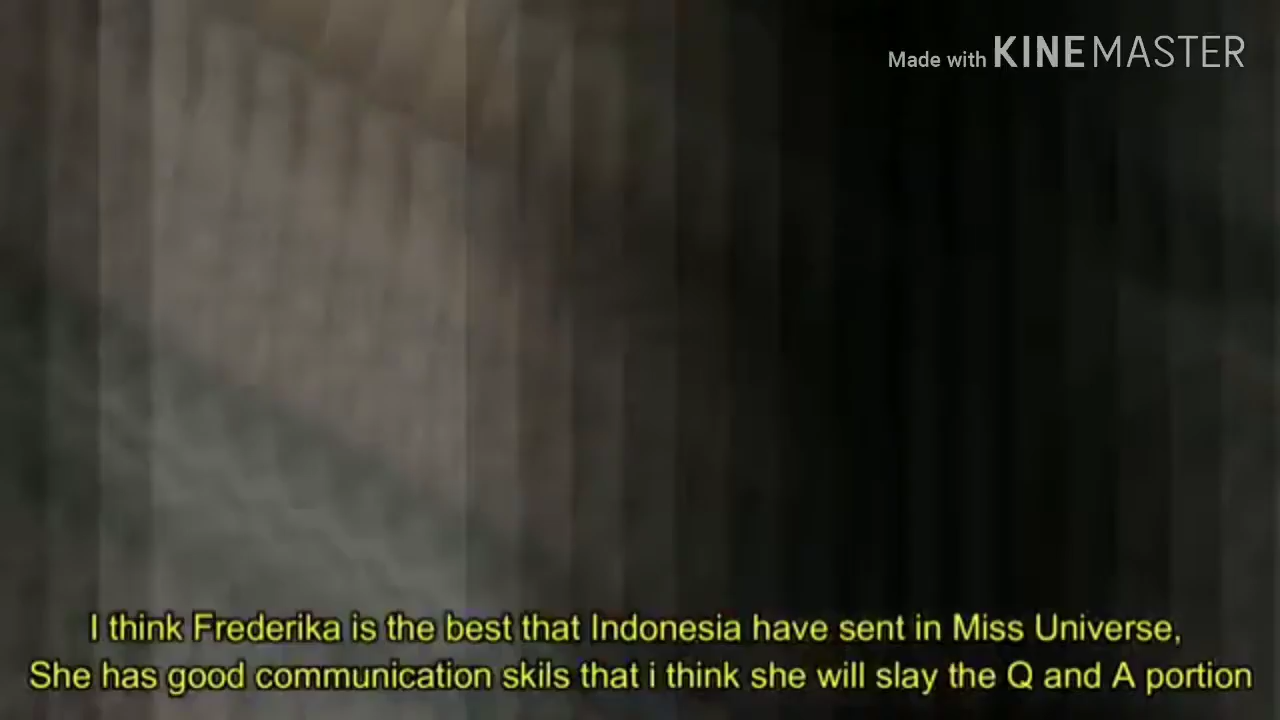 Made with KINEMASTER
I think Frederika is the best that Indonesia have sent in Miss Universe,
She has good communication skils that i think she will slay the Q and A portion